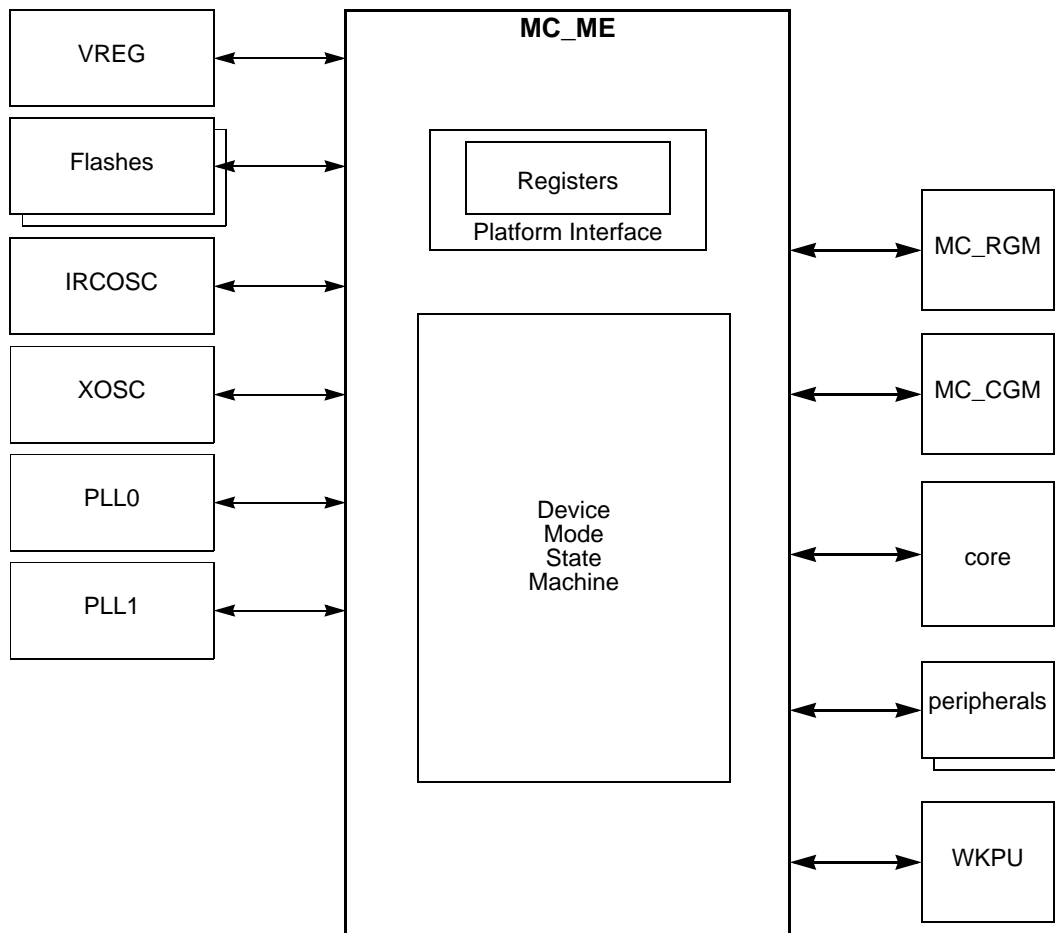 MC_ME
VREG
Flashes
IRCOSC
XOSC
PLL0
PLL1
Registers
Platform Interface
Device
Mode
State
Machine
MC_RGM
MC_CGM
core
peripherals
WKPU